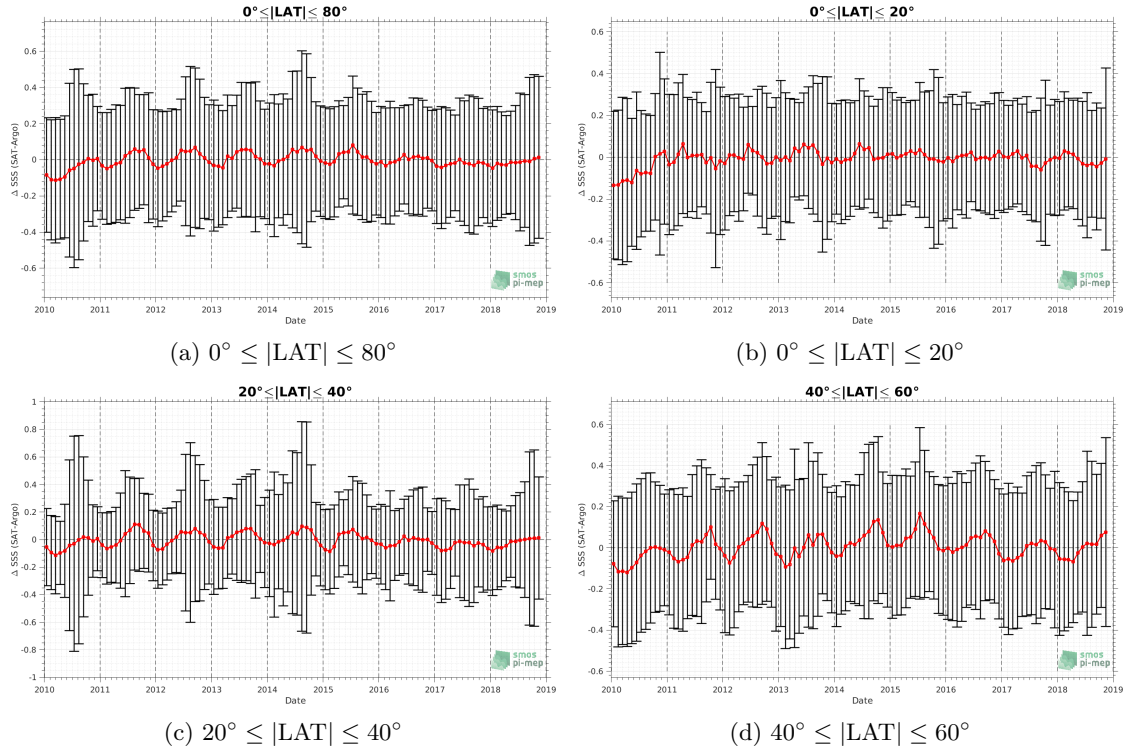 0°≤|LAT|≤ 80°
Δ SSS (SAT-Argo)
0.6
0.4
0.2
0
-0.2
-0.4
-0.6
2010 2011 2012 2013 2014 2015 2016 2017 2018 2019
Date
smos
pi-mep
(a) 0° ≤ |LAT| ≤ 80°
0°≤|LAT|≤ 20°
Δ SSS (SAT-Argo)
0.6
0.4
0.2
0
-0.2
-0.4
-0.6
2010 2011 2012 2013 2014 2015 2016 2017 2018 2019
Date
smos
pi-mep
(b) 0° ≤ |LAT| ≤ 20°
20°≤|LAT|≤ 40°
Δ SSS (SAT-Argo)
1
0.8
0.6
0.4
0.2
0
-0.2
-0.4
-0.6
-0.8
-1
2010 2011 2012 2013 2014 2015 2016 2017 2018 2019
Date
smos
pi-mep
(c) 20° ≤ |LAT| ≤ 40°
40°≤|LAT|≤ 60°
Δ SSS (SAT-Argo)
0.6
0.4
0.2
0
-0.2
-0.4
-0.6
2010 2011 2012 2013 2014 2015 2016 2017 2018 2019
Date
smos
pi-mep
(d) 40° ≤ |LAT| ≤ 60°